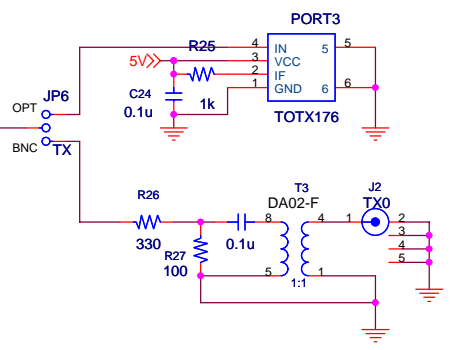 PORT3
R25
4 IN 5 5
5V 3 VCC
2 IF
C24 1 GND 6 6
JP6
OPT 0.1u 1k TOTX176
BNC TX
R26 T3 J2
DA02-F TX0
8 4 1 2
330 R27 0.1u 3
100 4
5 1 5
1:1